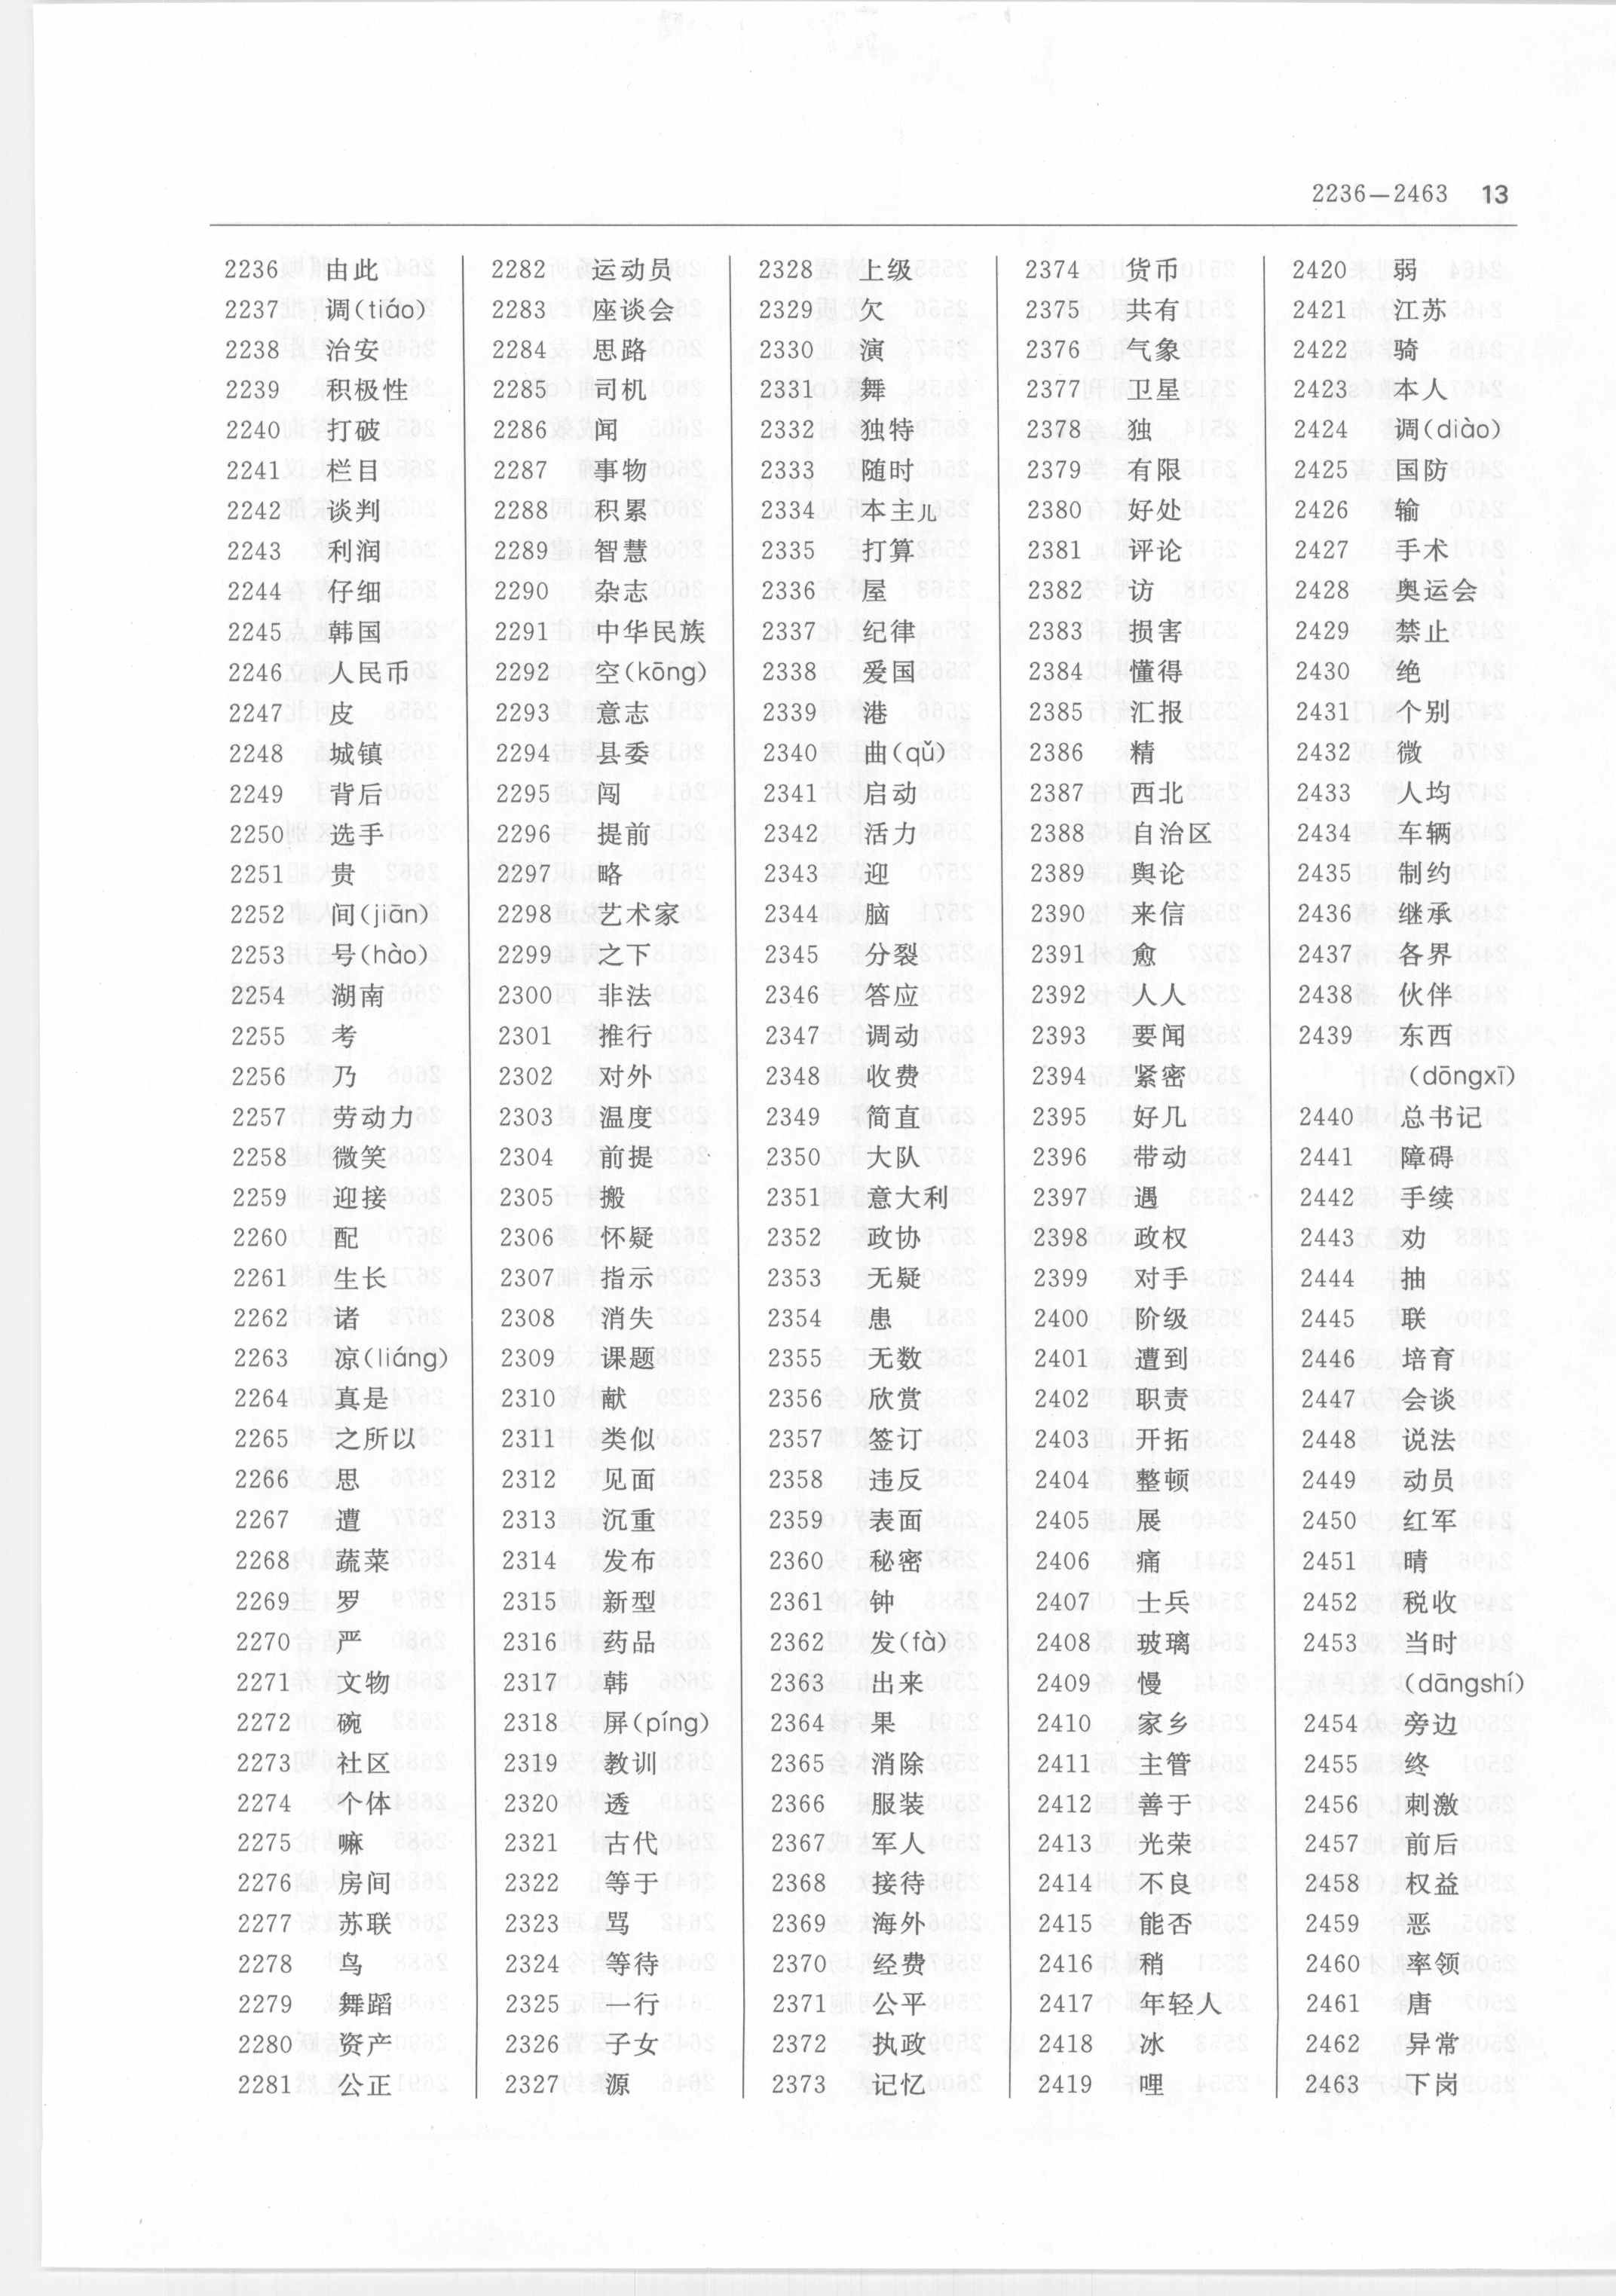 2236—2463 13
2236 由此
2237 调(tiáo)
2238 治安
2239 积极性
2240 打破
2241 栏目
2242 谈判
2243 利润
2244 仔细
2245 韩国
2246 人民币
2247 皮
2248 城镇
2249 背后
2250 选手
2251 贵
2252 间(jiān)
2253 号(hào)
2254 湖南
2255 考
2256 乃
2257 劳动力
2258 微笑
2259 迎接
2260 配
2261 生长
2262 诸
2263 凉(liáng)
2264 真是
2265 之所以
2266 思
2267 遭
2268 蔬菜
2269 罗
2270 严
2271 文物
2272 碗
2273 社区
2274 个体
2275 嘛
2276 房间
2277 苏联
2278 鸟
2279 舞蹈
2280 资产
2281 公正
2282 运动员
2283 座谈会
2284 思路
2285 司机
2286 闻
2287 事物
2288 积累
2289 智慧
2290 杂志
2291 中华民族
2292 空(kōng)
2293 意志
2294 县委
2295 闯
2296 提前
2297 略
2298 艺术家
2299 之下
2300 非法
2301 推行
2302 对外
2303 温度
2304 前提
2305 搬
2306 怀疑
2307 指示
2308 消失
2309 课题
2310 献
2311 类似
2312 见面
2313 沉重
2314 发布
2315 新型
2316 药品
2317 韩
2318 屏(píng)
2319 教训
2320 透
2321 古代
2322 等于
2323 骂
2324 等待
2325 一行
2326 子女
2327 源
2328 上级
2329 欠
2330 演
2331 舞
2332 独特
2333 随时
2334 本主儿
2335 打算
2336 屋
2337 纪律
2338 爱国
2339 港
2340 曲(qǔ)
2341 启动
2342 活力
2343 迎
2344 脑
2345 分裂
2346 答应
2347 调动
2348 收费
2349 简直
2350 大队
2351 意大利
2352 政协
2353 无疑
2354 患
2355 无数
2356 欣赏
2357 签订
2358 违反
2359 表面
2360 秘密
2361 钟
2362 发(fà)
2363 出来
2364 果
2365 消除
2366 服装
2367 军人
2368 接待
2369 海外
2370 经费
2371 公平
2372 执政
2373 记忆
2374 货币
2375 共有
2376 气象
2377 卫星
2378 独
2379 有限
2380 好处
2381 评论
2382 访
2383 损害
2384 懂得
2385 汇报
2386 精
2387 西北
2388 自治区
2389 舆论
2390 来信
2391 愈
2392 人人
2393 要闻
2394 紧密
2395 好几
2396 带动
2397 遇
2398 政权
2399 对手
2400 阶级
2401 遭到
2402 职责
2403 开拓
2404 整顿
2405 展
2406 痛
2407 士兵
2408 玻璃
2409 慢
2410 家乡
2411 主管
2412 善于
2413 光荣
2414 不良
2415 能否
2416 稍
2417 年轻人
2418 冰
2419 哩
2420 弱
2421 江苏
2422 骑
2423 本人
2424 调(diào)
2425 国防
2426 输
2427 手术
2428 奥运会
2429 禁止
2430 绝
2431 个别
2432 微
2433 人均
2434 车辆
2435 制约
2436 继承
2437 各界
2438 伙伴
2439 东西
(dōngxī)
2440 总书记
2441 障碍
2442 手续
2443 劝
2444 抽
2445 联
2446 培育
2447 会谈
2448 说法
2449 动员
2450 红军
2451 晴
2452 税收
2453 当时
(dāngshí)
2454 旁边
2455 终
2456 刺激
2457 前后
2458 权益
2459 恶
2460 率领
2461 唐
2462 异常
2463 下岗